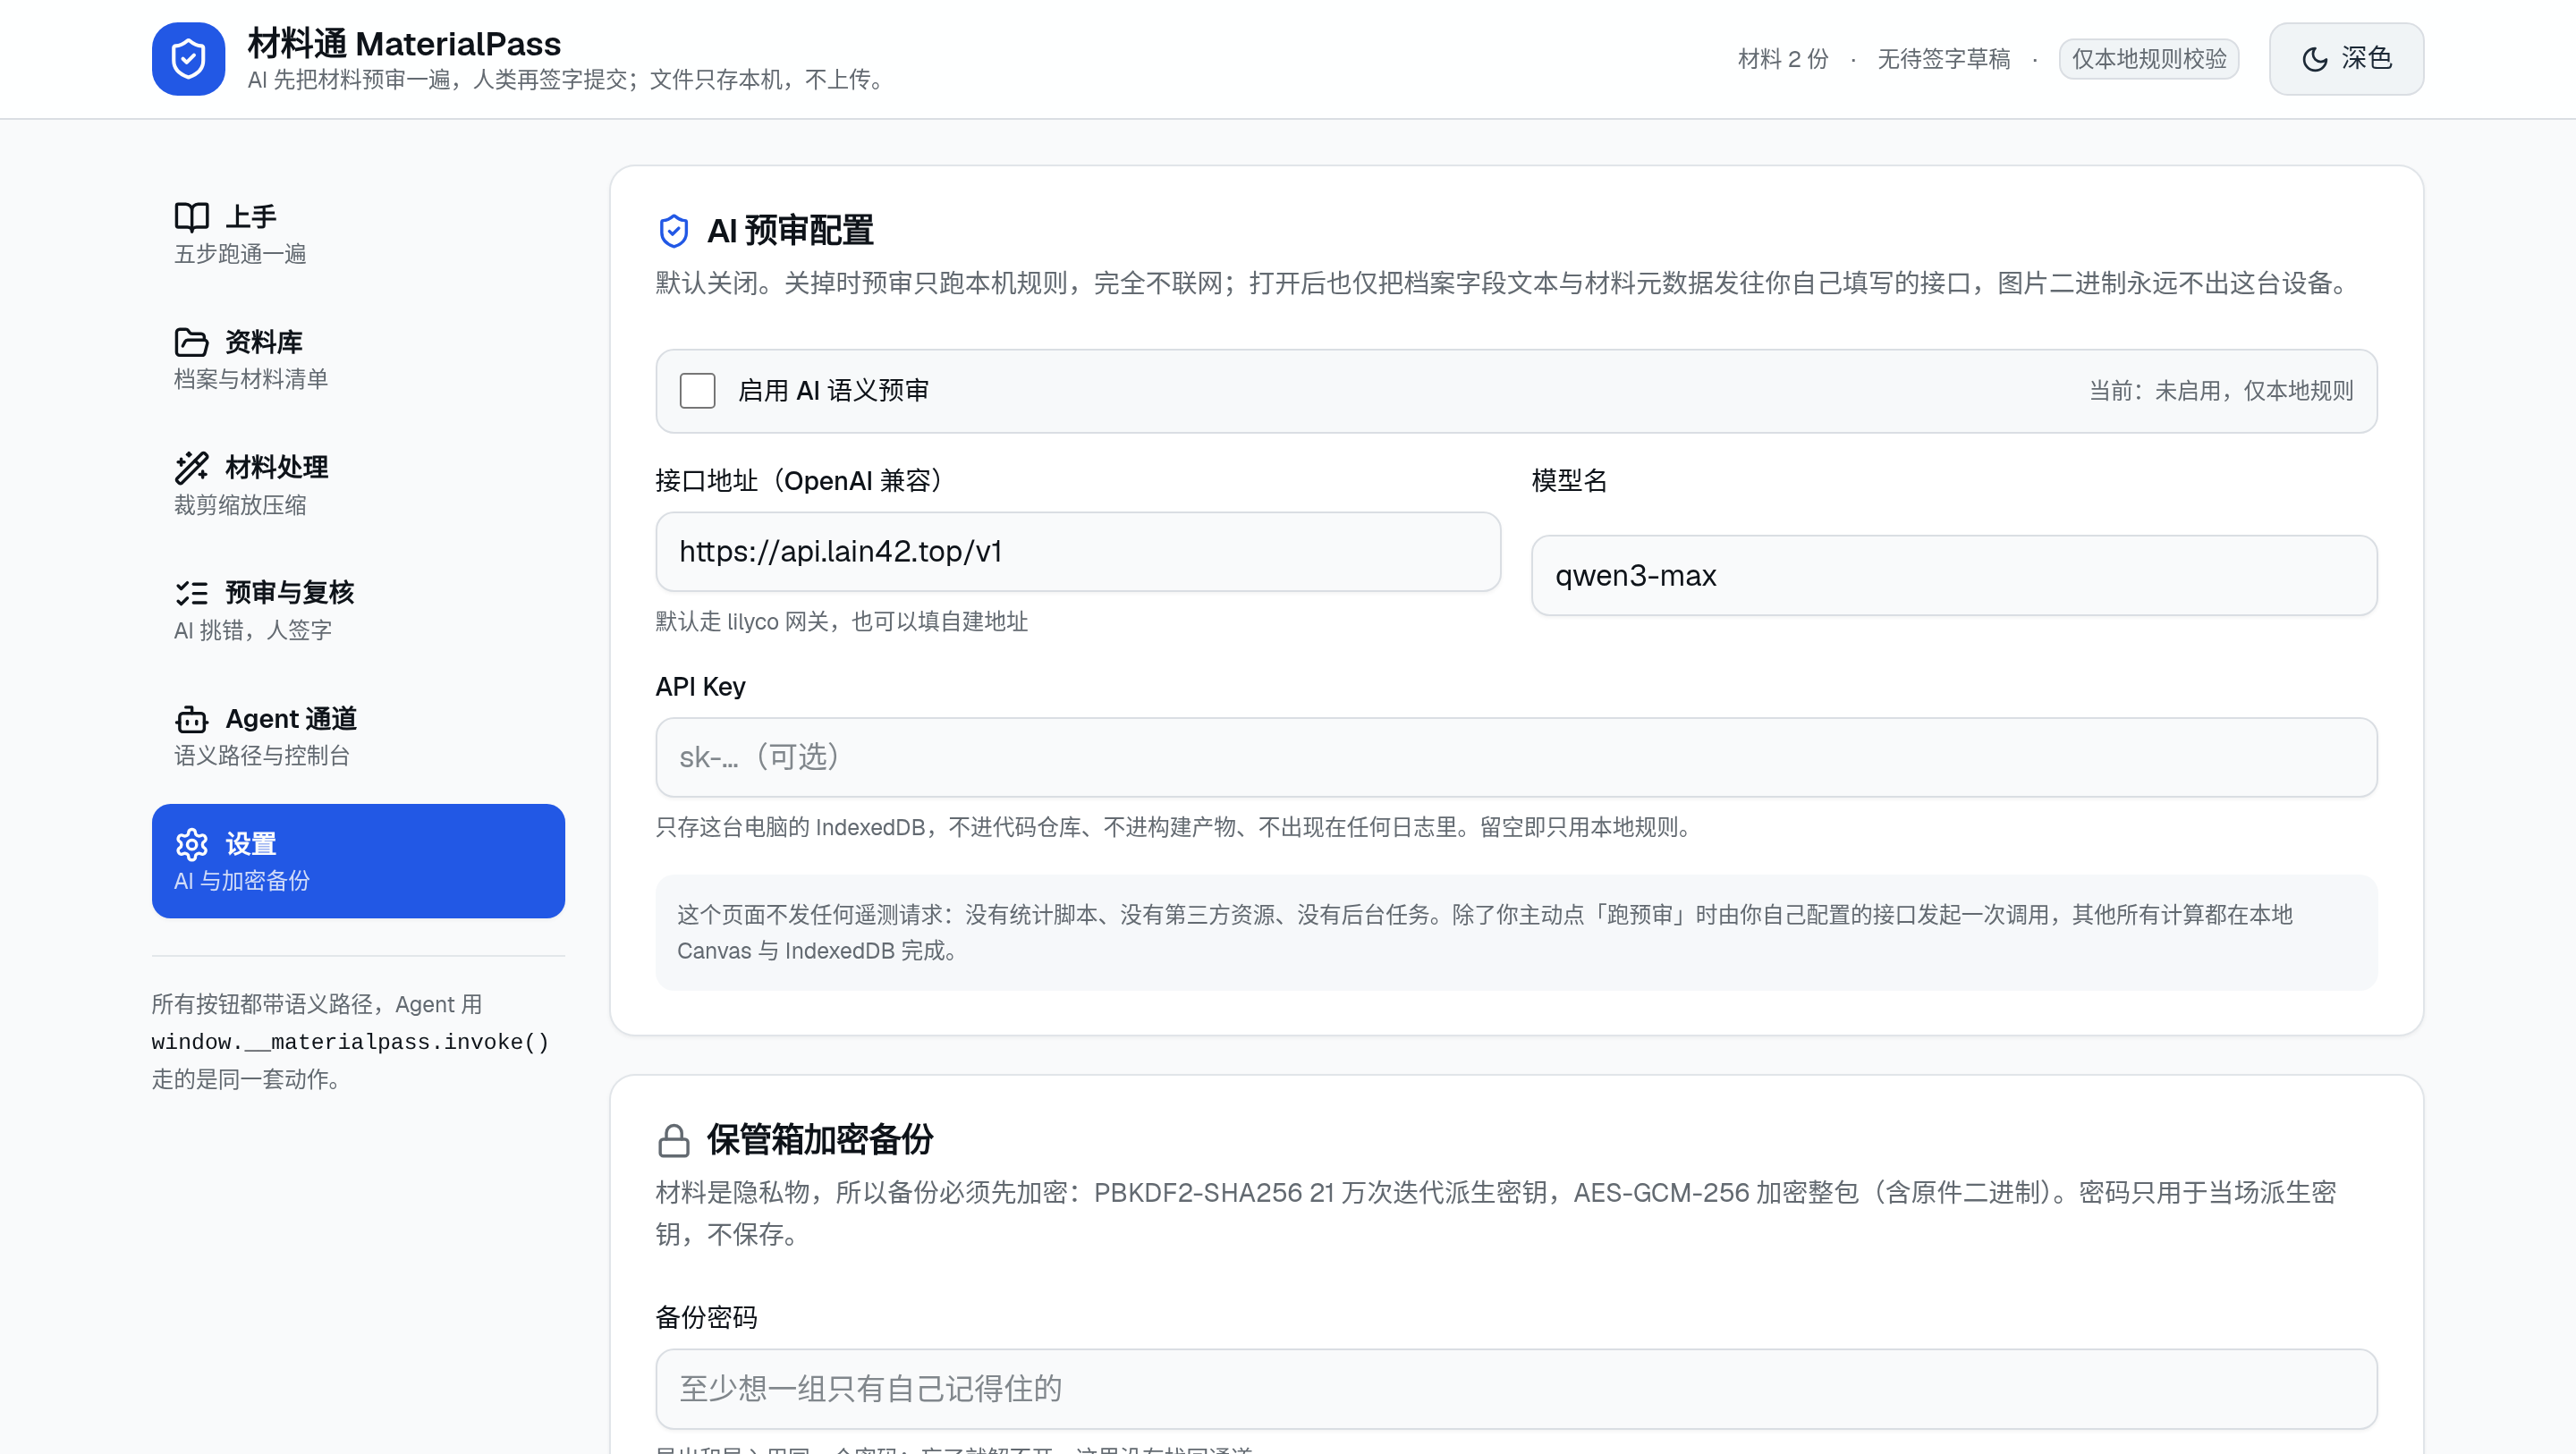 材料通 MaterialPass
AI 先把材料预审一遍，人类再签字提交；文件只存本机，不上传。
材料 2 份 · 无待签字草稿 · 仅本地规则校验
深色
上手
五步跑通一遍
资料库
档案与材料清单
材料处理
裁剪缩放压缩
预审与复核
AI 挑错，人签字
Agent 通道
语义路径与控制台
设置
AI 与加密备份
所有按钮都带语义路径，Agent 用
window.__materialpass.invoke()
走的是同一套动作。
AI 预审配置
默认关闭。关掉时预审只跑本机规则，完全不联网；打开后也仅把档案字段文本与材料元数据发往你自己填写的接口，图片二进制永远不出这台设备。
启用 AI 语义预审
当前：未启用，仅本地规则
接口地址（OpenAI 兼容）
https://api.lain42.top/v1
默认走 lilyco 网关，也可以填自建地址
模型名
qwen3-max
API Key
sk-...（可选）
只存这台电脑的 IndexedDB，不进代码仓库、不进构建产物、不出现在任何日志里。留空即只用本地规则。
这个页面不发任何遥测请求：没有统计脚本、没有第三方资源、没有后台任务。除了你主动点「跑预审」时由你自己配置的接口发起一次调用，其他所有计算都在本地
Canvas 与 IndexedDB 完成。
保管箱加密备份
材料是隐私物，所以备份必须先加密：PBKDF2-SHA256 21 万次迭代派生密钥，AES-GCM-256 加密整包（含原件二进制）。密码只用于当场派生密
钥，不保存。
备份密码
至少想一组只有自己记得住的